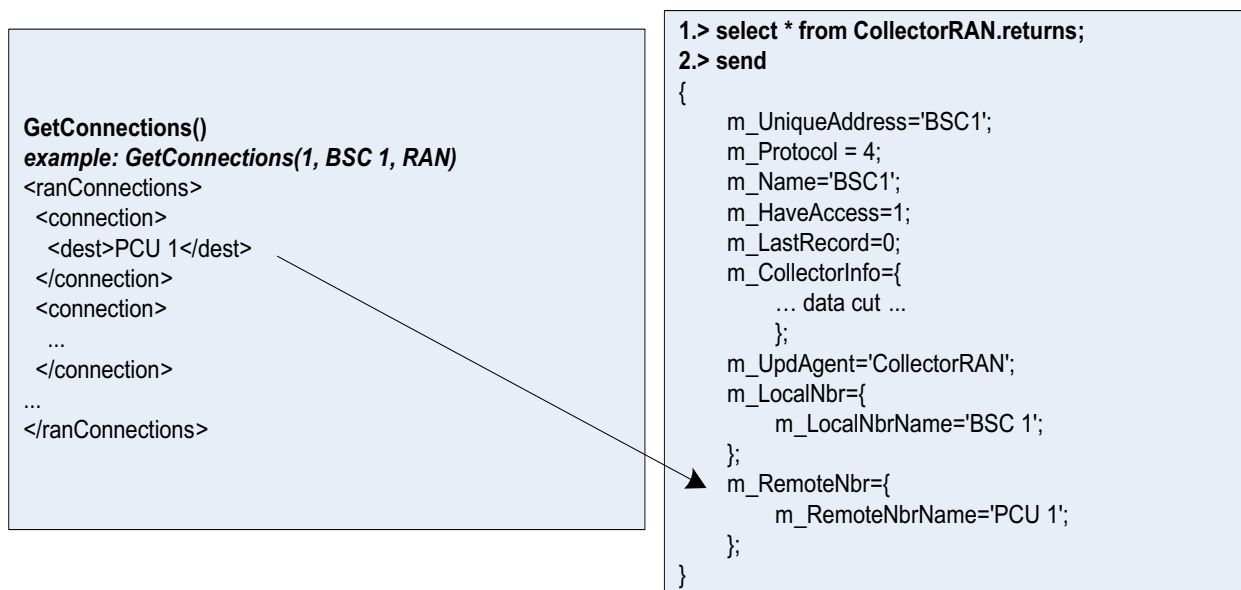 GetConnections()
example: GetConnections(1, BSC 1, RAN)
<ranConnections>
<connection>
<dest>PCU 1</dest>
</connection>
<connection>
...
</connection>
...
</ranConnections>
1.> select * from CollectorRAN.returns;
2.> send
{
m_UniqueAddress='BSC1';
m_Protocol = 4;
m_Name='BSC1';
m_HaveAccess=1;
m_LastRecord=0;
m_CollectorInfo={
… data cut ...
};
m_UpdAgent='CollectorRAN';
m_LocalNbr={
m_LocalNbrName='BSC 1';
};
m_RemoteNbr={
m_RemoteNbrName='PCU 1';
};
}